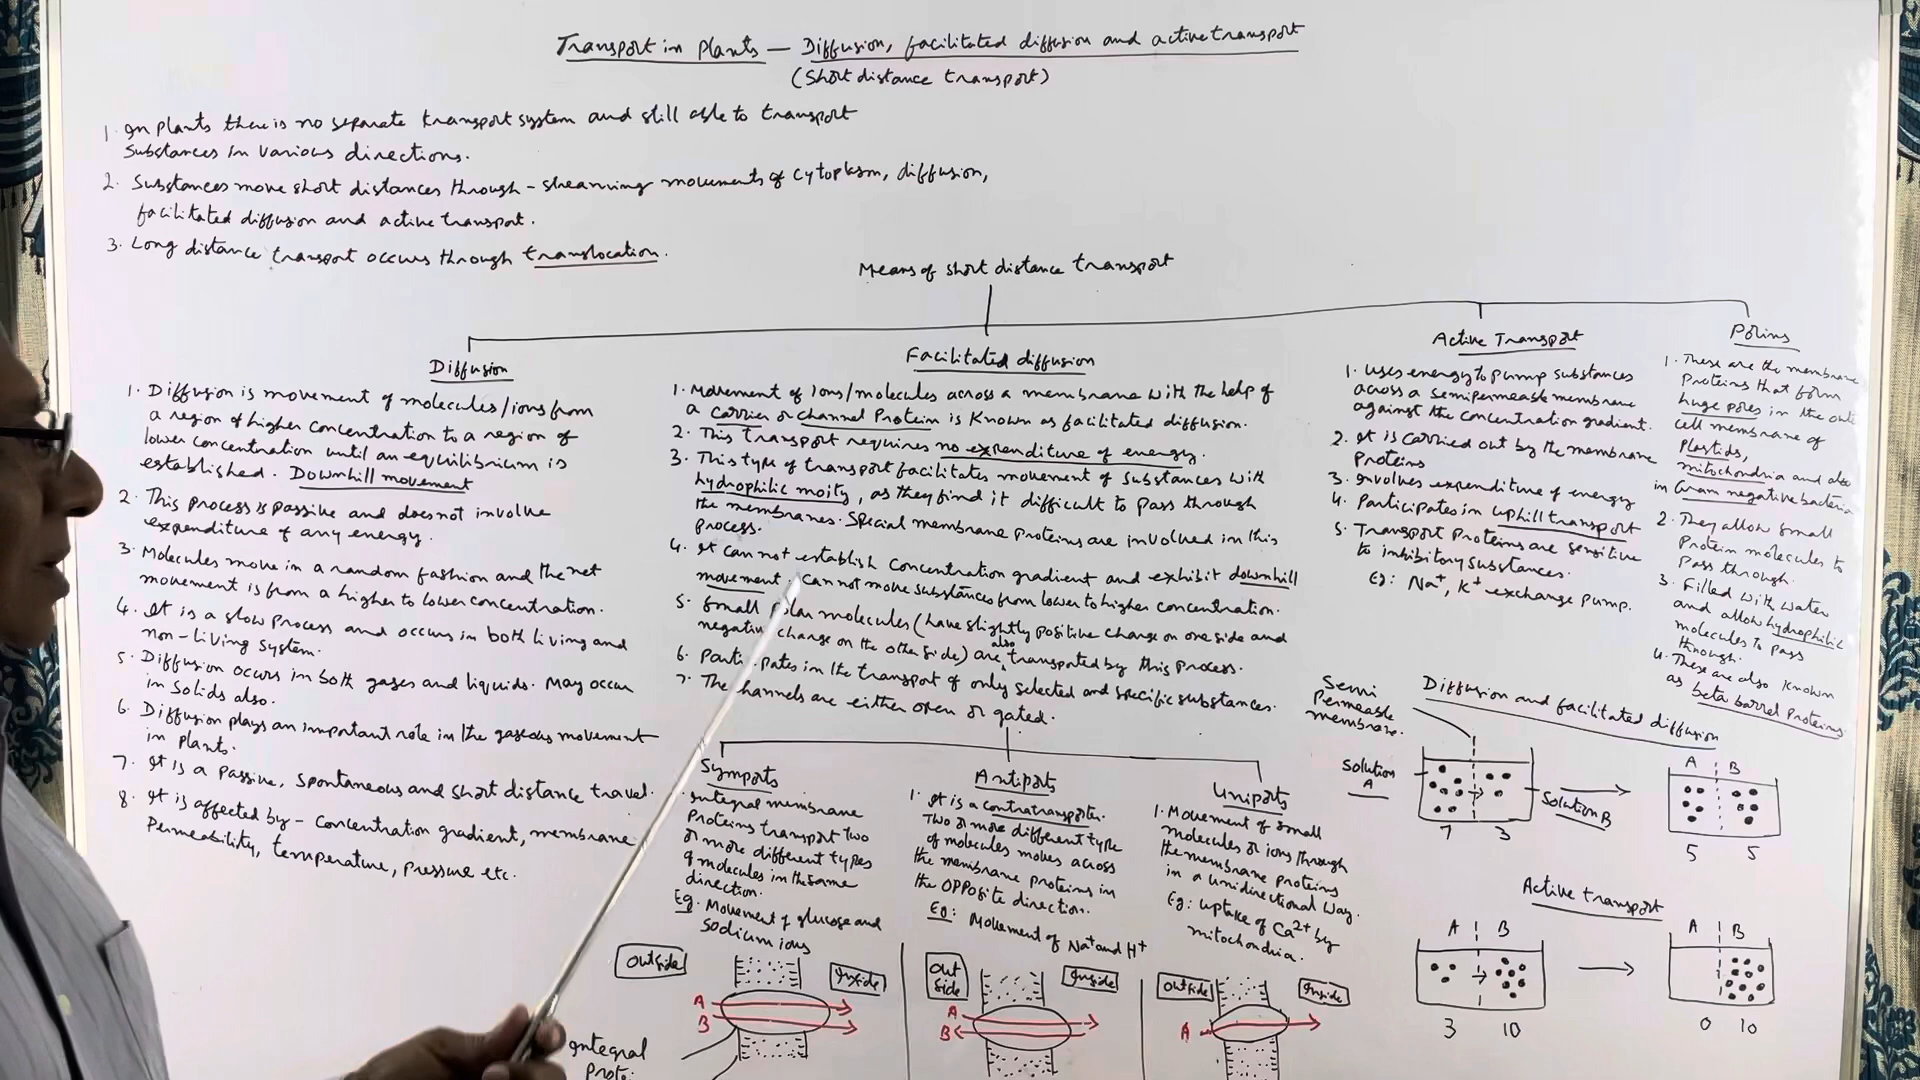 Transport in plants – Diffusion, facilitated diffusion and active transport
(Short distance transport)
1. In plants there is no separate transport system and still able to transport
substances in various directions.
2. Substances move short distances through – streaming movements of cytoplasm, diffusion,
facilitated diffusion and active transport.
3. Long distance transport occurs through translocation.
Means of short distance transport
Diffusion
1. Diffusion is movement of molecules/ions from
a region of higher concentration to a region of
lower concentration until an equilibrium is
established. Downhill movement
2. This process is passive and does not involve
expenditure of any energy.
3. Molecules move in a random fashion and the net
movement is from a higher to lower concentration.
4. It is a slow process and occurs in both living and
non-living system.
5. Diffusion occurs in both gases and liquids. May occur
in solids also.
6. Diffusion plays an important role in the gaseous movement
in plants.
7. It is a passive, spontaneous and short distance travel.
8. It is affected by – concentration gradient, membrane
permeability, temperature, pressure etc.
Facilitated diffusion
1. Movement of ions/molecules across a membrane with the help of
a carrier or channel protein is known as facilitated diffusion.
2. This transport requires no expenditure of energy.
3. This type of transport facilitates movement of substances with
hydrophilic moity, as they find it difficult to pass through
the membranes. Special membrane proteins are involved in this
process.
4. It can not establish concentration gradient and exhibit downhill
movement. Cannot move substances from lower to higher concentration.
5. Small polar molecules (have slightly positive charge on one side and
negative charge on the other side) are also transported by this process.
6. Participates in the transport of only selected and specific substances.
7. The channels are either open or gated.
Symports
Integral membrane
proteins transport two
or more different types
of molecules in the same
direction.
Eg. Movement of glucose and
sodium ions
Outside
Inside
A
B
Integral
Antiports
1. It is a contratransporter.
Two or more different type
of molecules moves across
the membrane proteins in
the opposite direction.
Eg: Movement of Na+ and H+
Out
side
Inside
A
B
Uniports
1. Movement of small
molecules or ions through
the membrane proteins
in a unidirectional way.
Eg: uptake of Ca2+ by
mitochondria.
Outside
Inside
A
Active Transport
1. Uses energy to pump substances
across a semipermeable membrane
against the concentration gradient.
2. It is carried out by the membrane
proteins
3. Involves expenditure of energy
4. Participates in uphill transport
5. Transport proteins are sensitive
to inhibitory substances.
Eg: Na+, K+ exchange pump.
Porins
1. These are the membrane
proteins that form
huge pores in the
cell membrane of
plastids,
mitochondria and also
in Gram negative bacteria
2. They allow small
protein molecules to
pass through.
3. Filled with water
and allow hydrophilic
molecules to pass
through.
4. These are also known
as beta barrel proteins.
Diffusion and facilitated diffusion
Semi
permeable
membrane.
Solution
A
Solution B
7 3
A B
5 5
Active transport
A B
3 10
A B
0 10